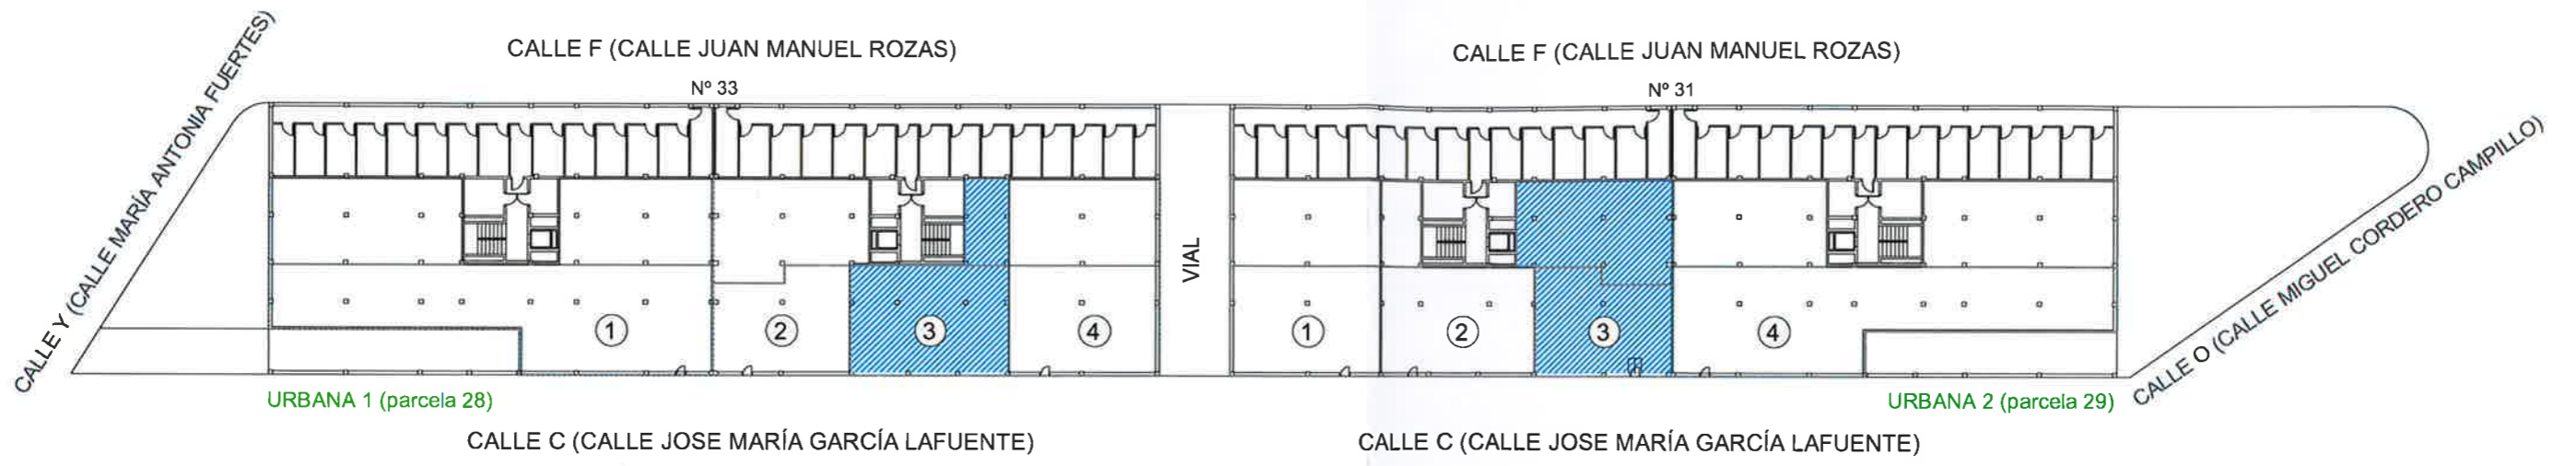 CALLE F (CALLE JUAN MANUEL ROZAS)
CALLE F (CALLE JUAN MANUEL ROZAS)
Nº 33
Nº 31
CALLE Y (CALLE MARÍA ANTONIA FUERTES)
VIAL
CALLE O (CALLE MIGUEL CORDERO CAMPILLO)
1
2
3
4
1
2
3
4
URBANA 1 (parcela 28)
URBANA 2 (parcela 29)
CALLE C (CALLE JOSE MARÍA GARCÍA LAFUENTE)
CALLE C (CALLE JOSE MARÍA GARCÍA LAFUENTE)